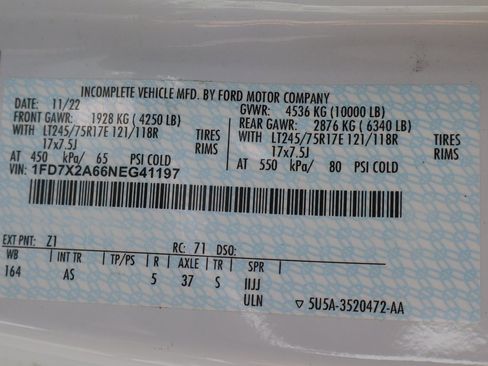 INCOMPLETE VEHICLE MFD. BY FORD MOTOR COMPANY
DATE: 11/22 GVWR: 4536 KG (10000 LB)
FRONT GAWR: 1928 KG ( 4250 LB) REAR GAWR: 2876 KG ( 6340 LB)
WITH LT245/75R17E 121/118R TIRES WITH LT245/75R17E 121/118R TIRES
17x7.5J RIMS 17x7.5J RIMS
AT 450 kPa/ 65 PSI COLD AT 550 kPa/ 80 PSI COLD
VIN: 1FD7X2A66NEG41197
EXT PNT: Z1 RC: 71 DSO:
WB INT TR TP/PS R AXLE TR SPR
164 AS 5 37 S IIJJ
ULN ▽ 5U5A-3520472-AA